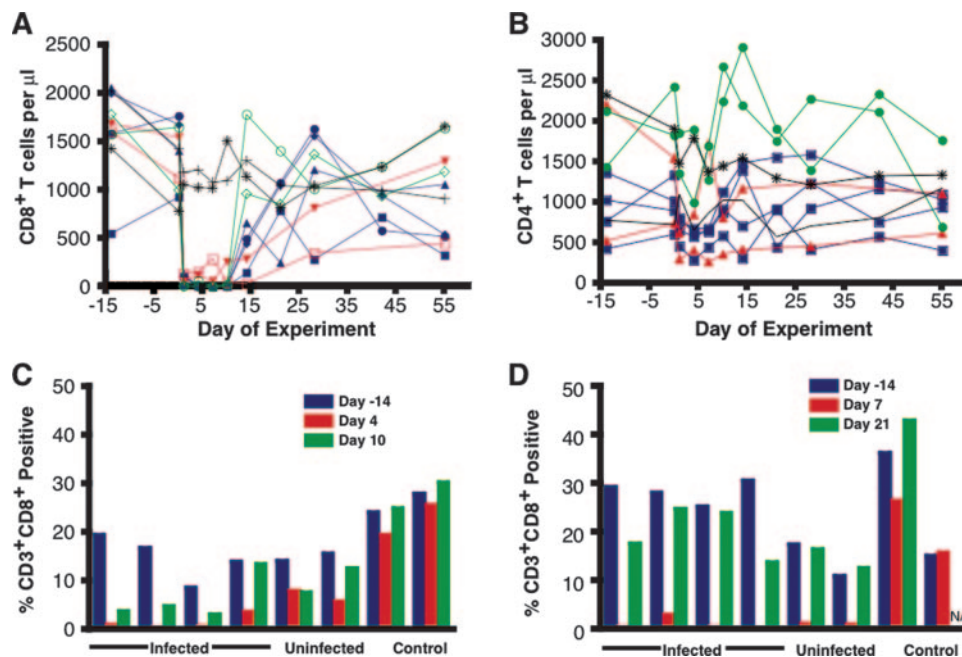 A
B
2500
2000
1500
1000
500
0
CD8+ T cells per µl
-15 -5 5 15 25 35 45 55
Day of Experiment
3000
2500
2000
1500
1000
500
0
CD4+ T cells per µl
-15 -5 5 15 25 35 45 55
Day of Experiment
C
D
50
40
30
20
10
0
% CD3+CD8+ Positive
Day -14
Day 4
Day 10
Infected Uninfected Control
50
40
30
20
10
0
% CD3+CD8+ Positive
Day -14
Day 7
Day 21
Infected Uninfected Control